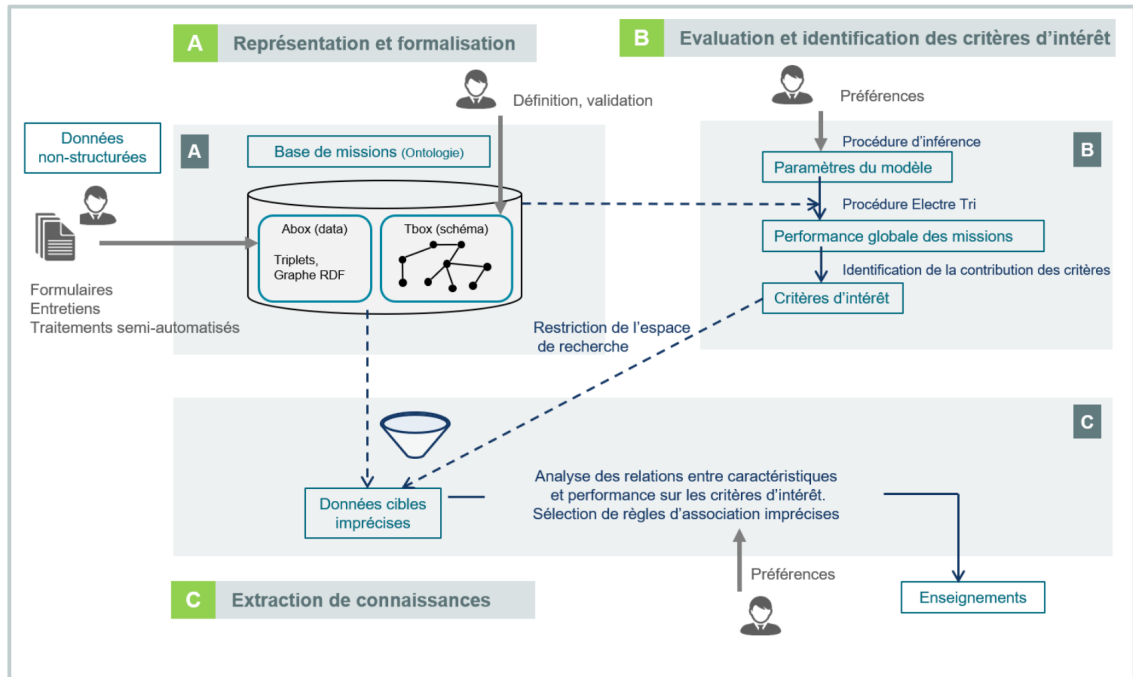 A Représentation et formalisation
B Evaluation et identification des critères d'intérêt
Définition, validation
Préférences
Données
non-structurées
A
Base de missions (Ontologie)
B
Procédure d'inférence
Paramètres du modèle
Procédure Electre Tri
Abox (data)
Triplets,
Graphe RDF
Tbox (schéma)
Performance globale des missions
Identification de la contribution des critères
Critères d'intérêt
Formulaires
Entretiens
Traitements semi-automatisés
Restriction de l'espace
de recherche
C
Données cibles
imprécises
Analyse des relations entre caractéristiques
et performance sur les critères d'intérêt.
Sélection de règles d'association imprécises
Préférences
C Extraction de connaissances
Enseignements